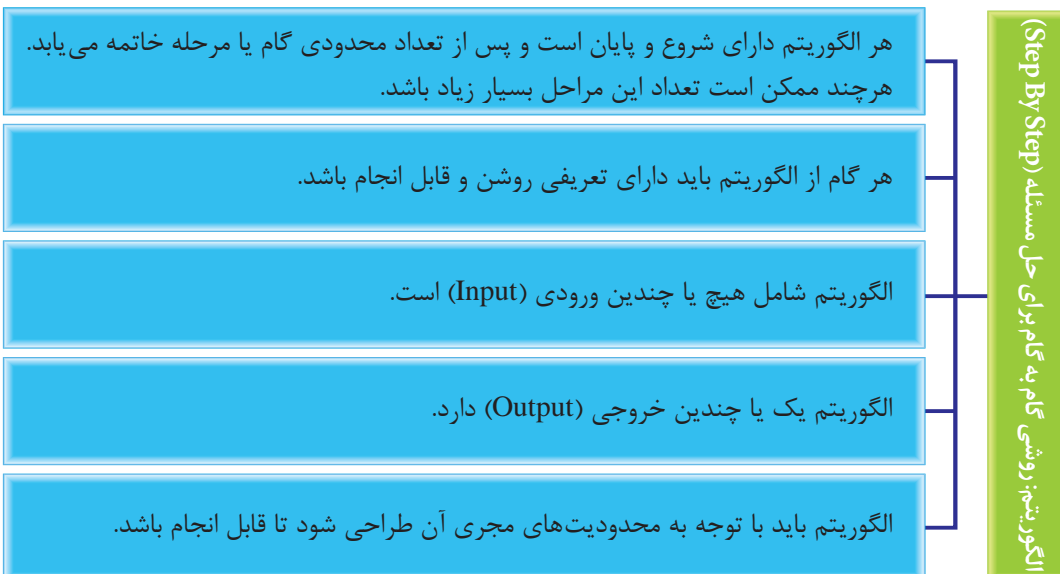 الگوریتم: روشی گام به گام برای حل مسئله (Step By Step)
هر الگوریتم دارای شروع و پایان است و پس از تعداد محدودی گام یا مرحله خاتمه می‌یابد.
هرچند ممکن است تعداد این مراحل بسیار زیاد باشد.
هر گام از الگوریتم باید دارای تعریفی روشن و قابل انجام باشد.
الگوریتم شامل هیچ یا چندین ورودی (Input) است.
الگوریتم یک یا چندین خروجی (Output) دارد.
الگوریتم باید با توجه به محدودیت‌های مجری آن طراحی شود تا قابل انجام باشد.